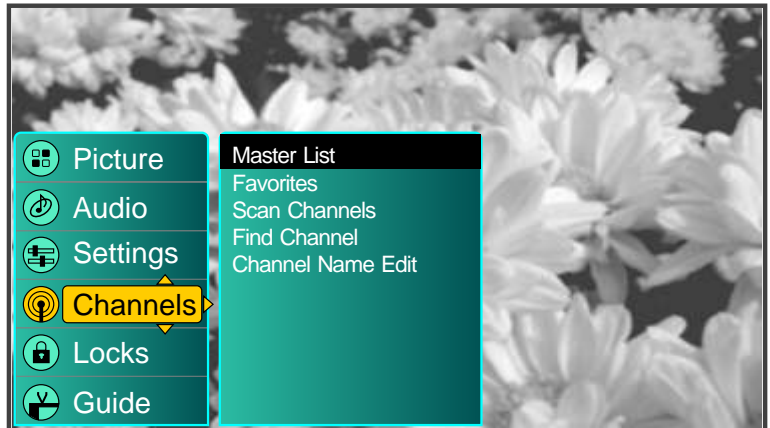 Picture
Audio
Settings
Channels
Locks
Guide
Master List
Favorites
Scan Channels
Find Channel
Channel Name Edit